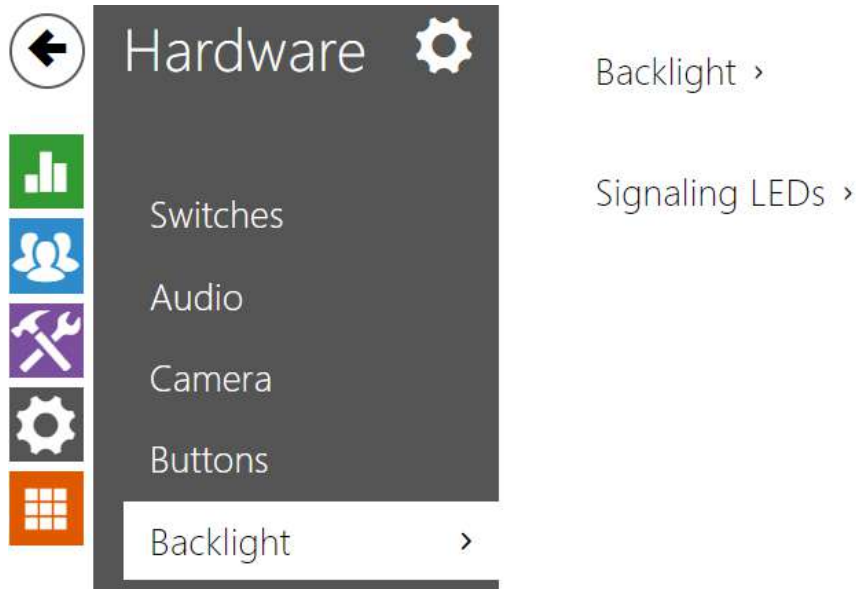 Hardware
Switches
Audio
Camera
Buttons
Backlight ›
Backlight ›
Signaling LEDs ›